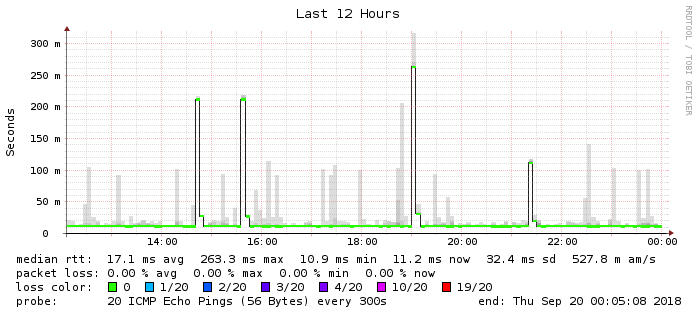 Last 12 Hours
RRDTOOL / TOBI OETIKER
Seconds
300 m
250 m
200 m
150 m
100 m
50 m
0
14:00 16:00 18:00 20:00 22:00 00:00
median rtt: 17.1 ms avg 263.3 ms max 10.9 ms min 11.2 ms now 32.4 ms sd 527.8 m am/s
packet loss: 0.00 % avg 0.00 % max 0.00 % min 0.00 % now
loss color: 0 1/20 2/20 3/20 4/20 10/20 19/20
probe: 20 ICMP Echo Pings (56 Bytes) every 300s end: Thu Sep 20 00:05:08 2018